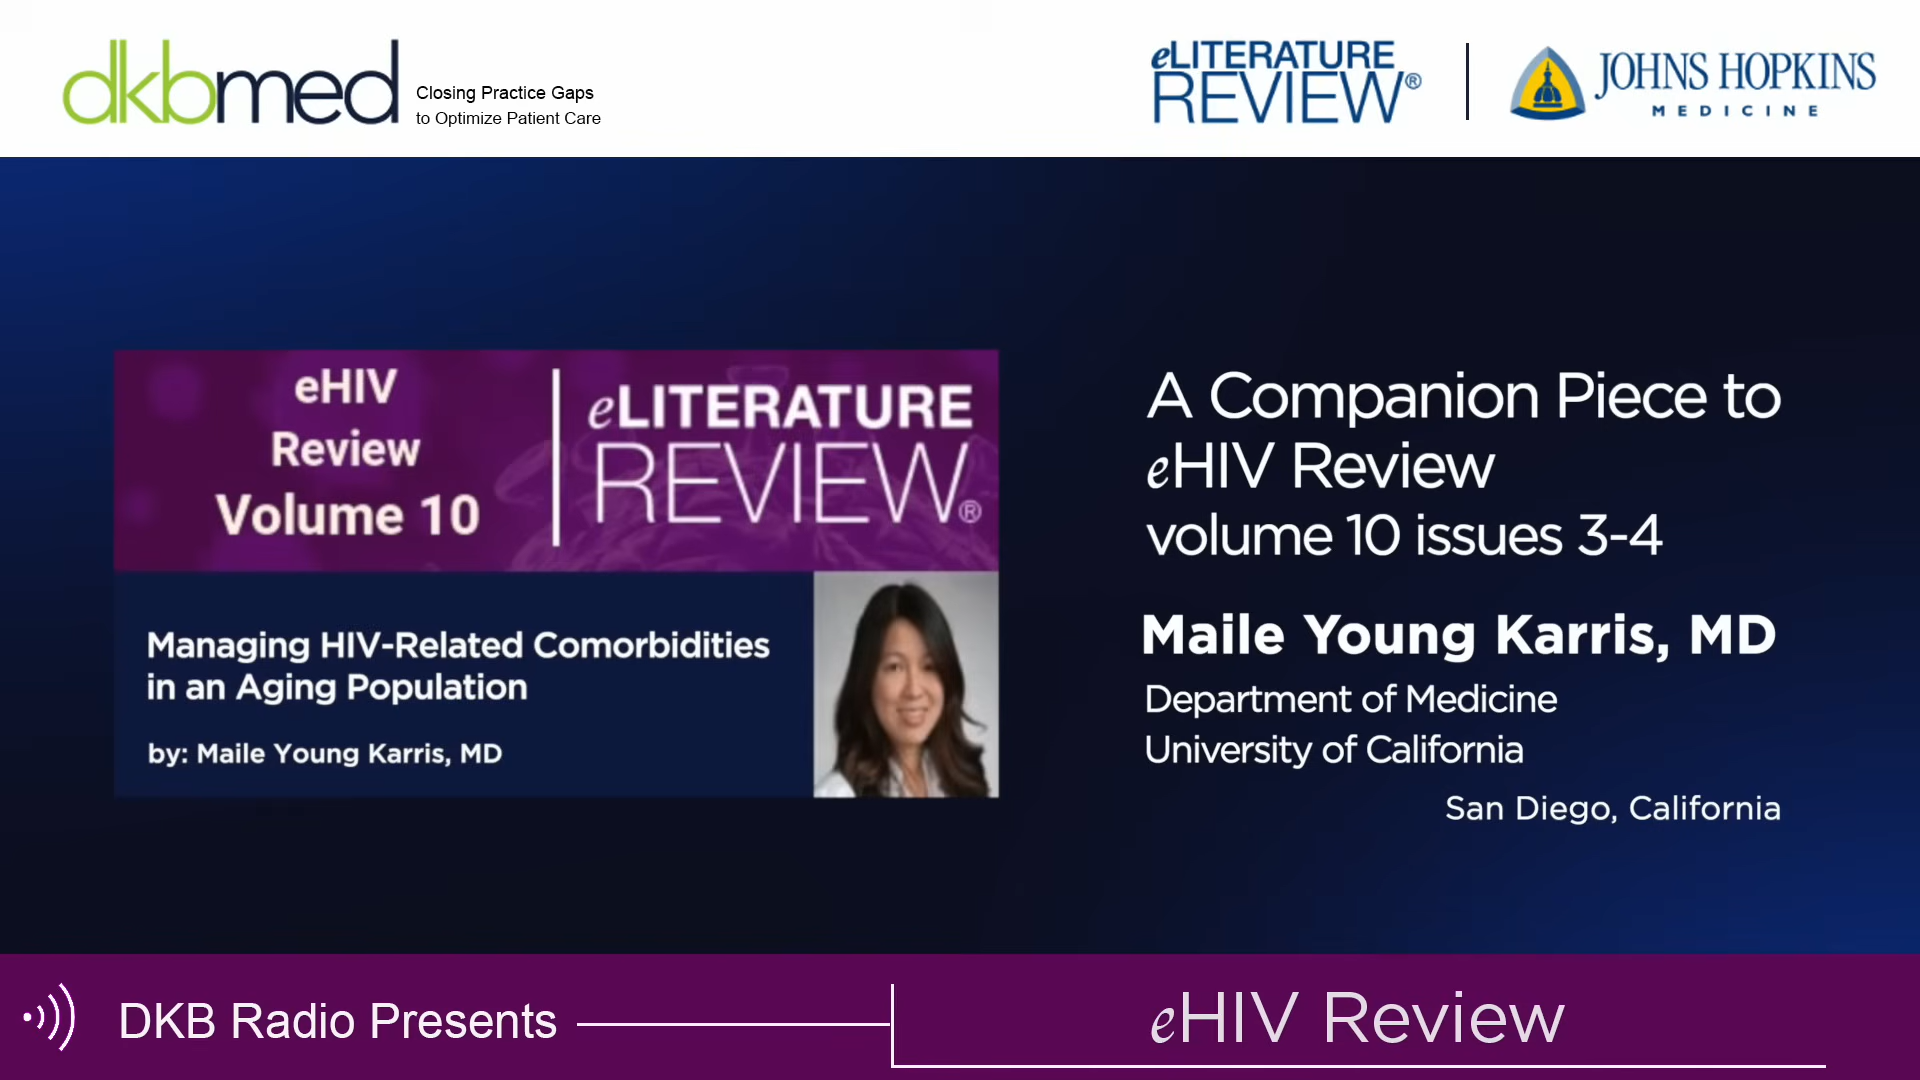 dkbmed
Closing Practice Gaps
to Optimize Patient Care
eLITERATURE
REVIEW®
JOHNS HOPKINS
MEDICINE
eHIV
Review
Volume 10
eLITERATURE
REVIEW®
Managing HIV-Related Comorbidities
in an Aging Population
by: Maile Young Karris, MD
A Companion Piece to
eHIV Review
volume 10 issues 3-4
Maile Young Karris, MD
Department of Medicine
University of California
San Diego, California
DKB Radio Presents
eHIV Review